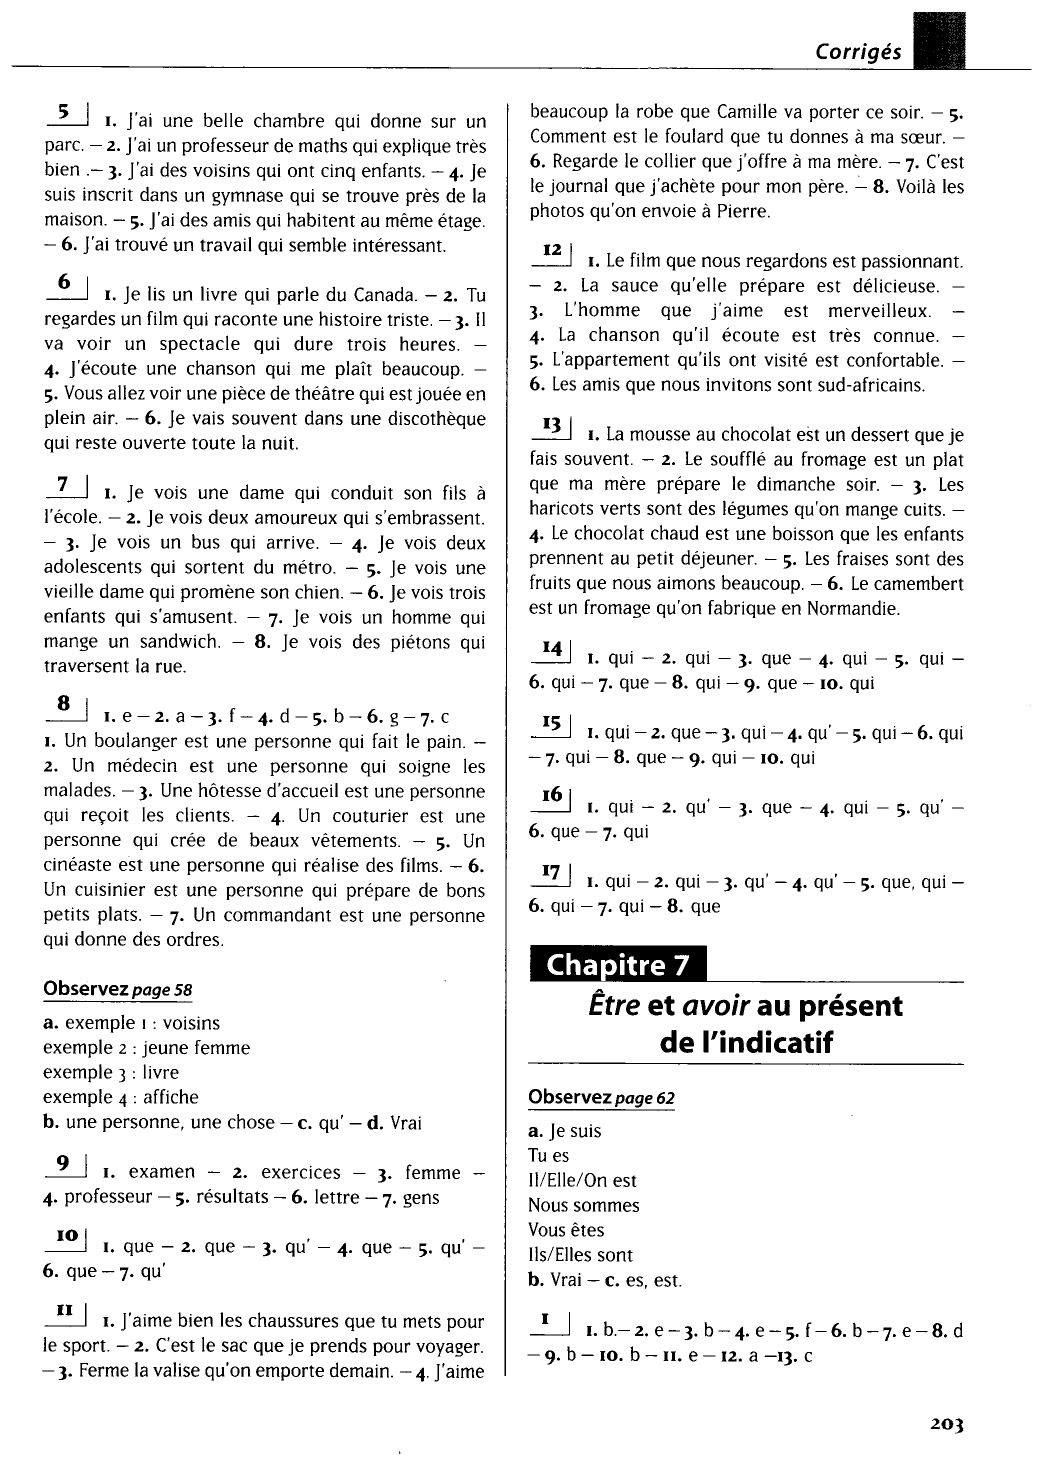 Corrigés
5 1. J'ai une belle chambre qui donne sur un
parc. – 2. J'ai un professeur de maths qui explique très
bien .– 3. J'ai des voisins qui ont cinq enfants. – 4. Je
suis inscrit dans un gymnase qui se trouve près de la
maison. – 5. J'ai des amis qui habitent au même étage.
– 6. J'ai trouvé un travail qui semble intéressant.
6 1. Je lis un livre qui parle du Canada. – 2. Tu
regardes un film qui raconte une histoire triste. – 3. Il
va voir un spectacle qui dure trois heures. –
4. J'écoute une chanson qui me plaît beaucoup. –
5. Vous allez voir une pièce de théâtre qui est jouée en
plein air. – 6. Je vais souvent dans une discothèque
qui reste ouverte toute la nuit.
7 1. Je vois une dame qui conduit son fils à
l'école. – 2. Je vois deux amoureux qui s'embrassent.
– 3. Je vois un bus qui arrive. – 4. Je vois deux
adolescents qui sortent du métro. – 5. Je vois une
vieille dame qui promène son chien. – 6. Je vois trois
enfants qui s'amusent. – 7. Je vois un homme qui
mange un sandwich. – 8. Je vois des piétons qui
traversent la rue.
8 1. e – 2. a – 3. f – 4. d – 5. b – 6. g – 7. c
1. Un boulanger est une personne qui fait le pain. –
2. Un médecin est une personne qui soigne les
malades. – 3. Une hôtesse d'accueil est une personne
qui reçoit les clients. – 4. Un couturier est une
personne qui crée de beaux vêtements. – 5. Un
cinéaste est une personne qui réalise des films. – 6.
Un cuisinier est une personne qui prépare de bons
petits plats. – 7. Un commandant est une personne
qui donne des ordres.
Observez page 58
a. exemple 1 : voisins
exemple 2 : jeune femme
exemple 3 : livre
exemple 4 : affiche
b. une personne, une chose – c. qu' – d. Vrai
9 1. examen – 2. exercices – 3. femme –
4. professeur – 5. résultats – 6. lettre – 7. gens
10 1. que – 2. que – 3. qu' – 4. que – 5. qu' –
6. que – 7. qu'
11 1. J'aime bien les chaussures que tu mets pour
le sport. – 2. C'est le sac que je prends pour voyager.
– 3. Ferme la valise qu'on emporte demain. – 4. J'aime
beaucoup la robe que Camille va porter ce soir. – 5.
Comment est le foulard que tu donnes à ma sœur. –
6. Regarde le collier que j'offre à ma mère. – 7. C'est
le journal que j'achète pour mon père. – 8. Voilà les
photos qu'on envoie à Pierre.
12 1. Le film que nous regardons est passionnant.
– 2. La sauce qu'elle prépare est délicieuse. –
3. L'homme que j'aime est merveilleux. –
4. La chanson qu'il écoute est très connue. –
5. L'appartement qu'ils ont visité est confortable. –
6. Les amis que nous invitons sont sud-africains.
13 1. La mousse au chocolat est un dessert que je
fais souvent. – 2. Le soufflé au fromage est un plat
que ma mère prépare le dimanche soir. – 3. Les
haricots verts sont des légumes qu'on mange cuits. –
4. Le chocolat chaud est une boisson que les enfants
prennent au petit déjeuner. – 5. Les fraises sont des
fruits que nous aimons beaucoup. – 6. Le camembert
est un fromage qu'on fabrique en Normandie.
14 1. qui – 2. qui – 3. que – 4. qui – 5. qui –
6. qui – 7. que – 8. qui – 9. que – 10. qui
15 1. qui – 2. que – 3. qui – 4. qu' – 5. qui – 6. qui
– 7. qui – 8. que – 9. qui – 10. qui
16 1. qui – 2. qu' – 3. que – 4. qui – 5. qu' –
6. que – 7. qui
17 1. qui – 2. qui – 3. qu' – 4. qu' – 5. que, qui –
6. qui – 7. qui – 8. que
Chapitre 7
Être et avoir au présent
de l'indicatif
Observez page 62
a. Je suis
Tu es
Il/Elle/On est
Nous sommes
Vous êtes
Ils/Elles sont
b. Vrai – c. es, est.
1 1. b.– 2. e – 3. b – 4. e – 5. f – 6. b – 7. e – 8. d
– 9. b – 10. b – 11. e – 12. a –13. c
203